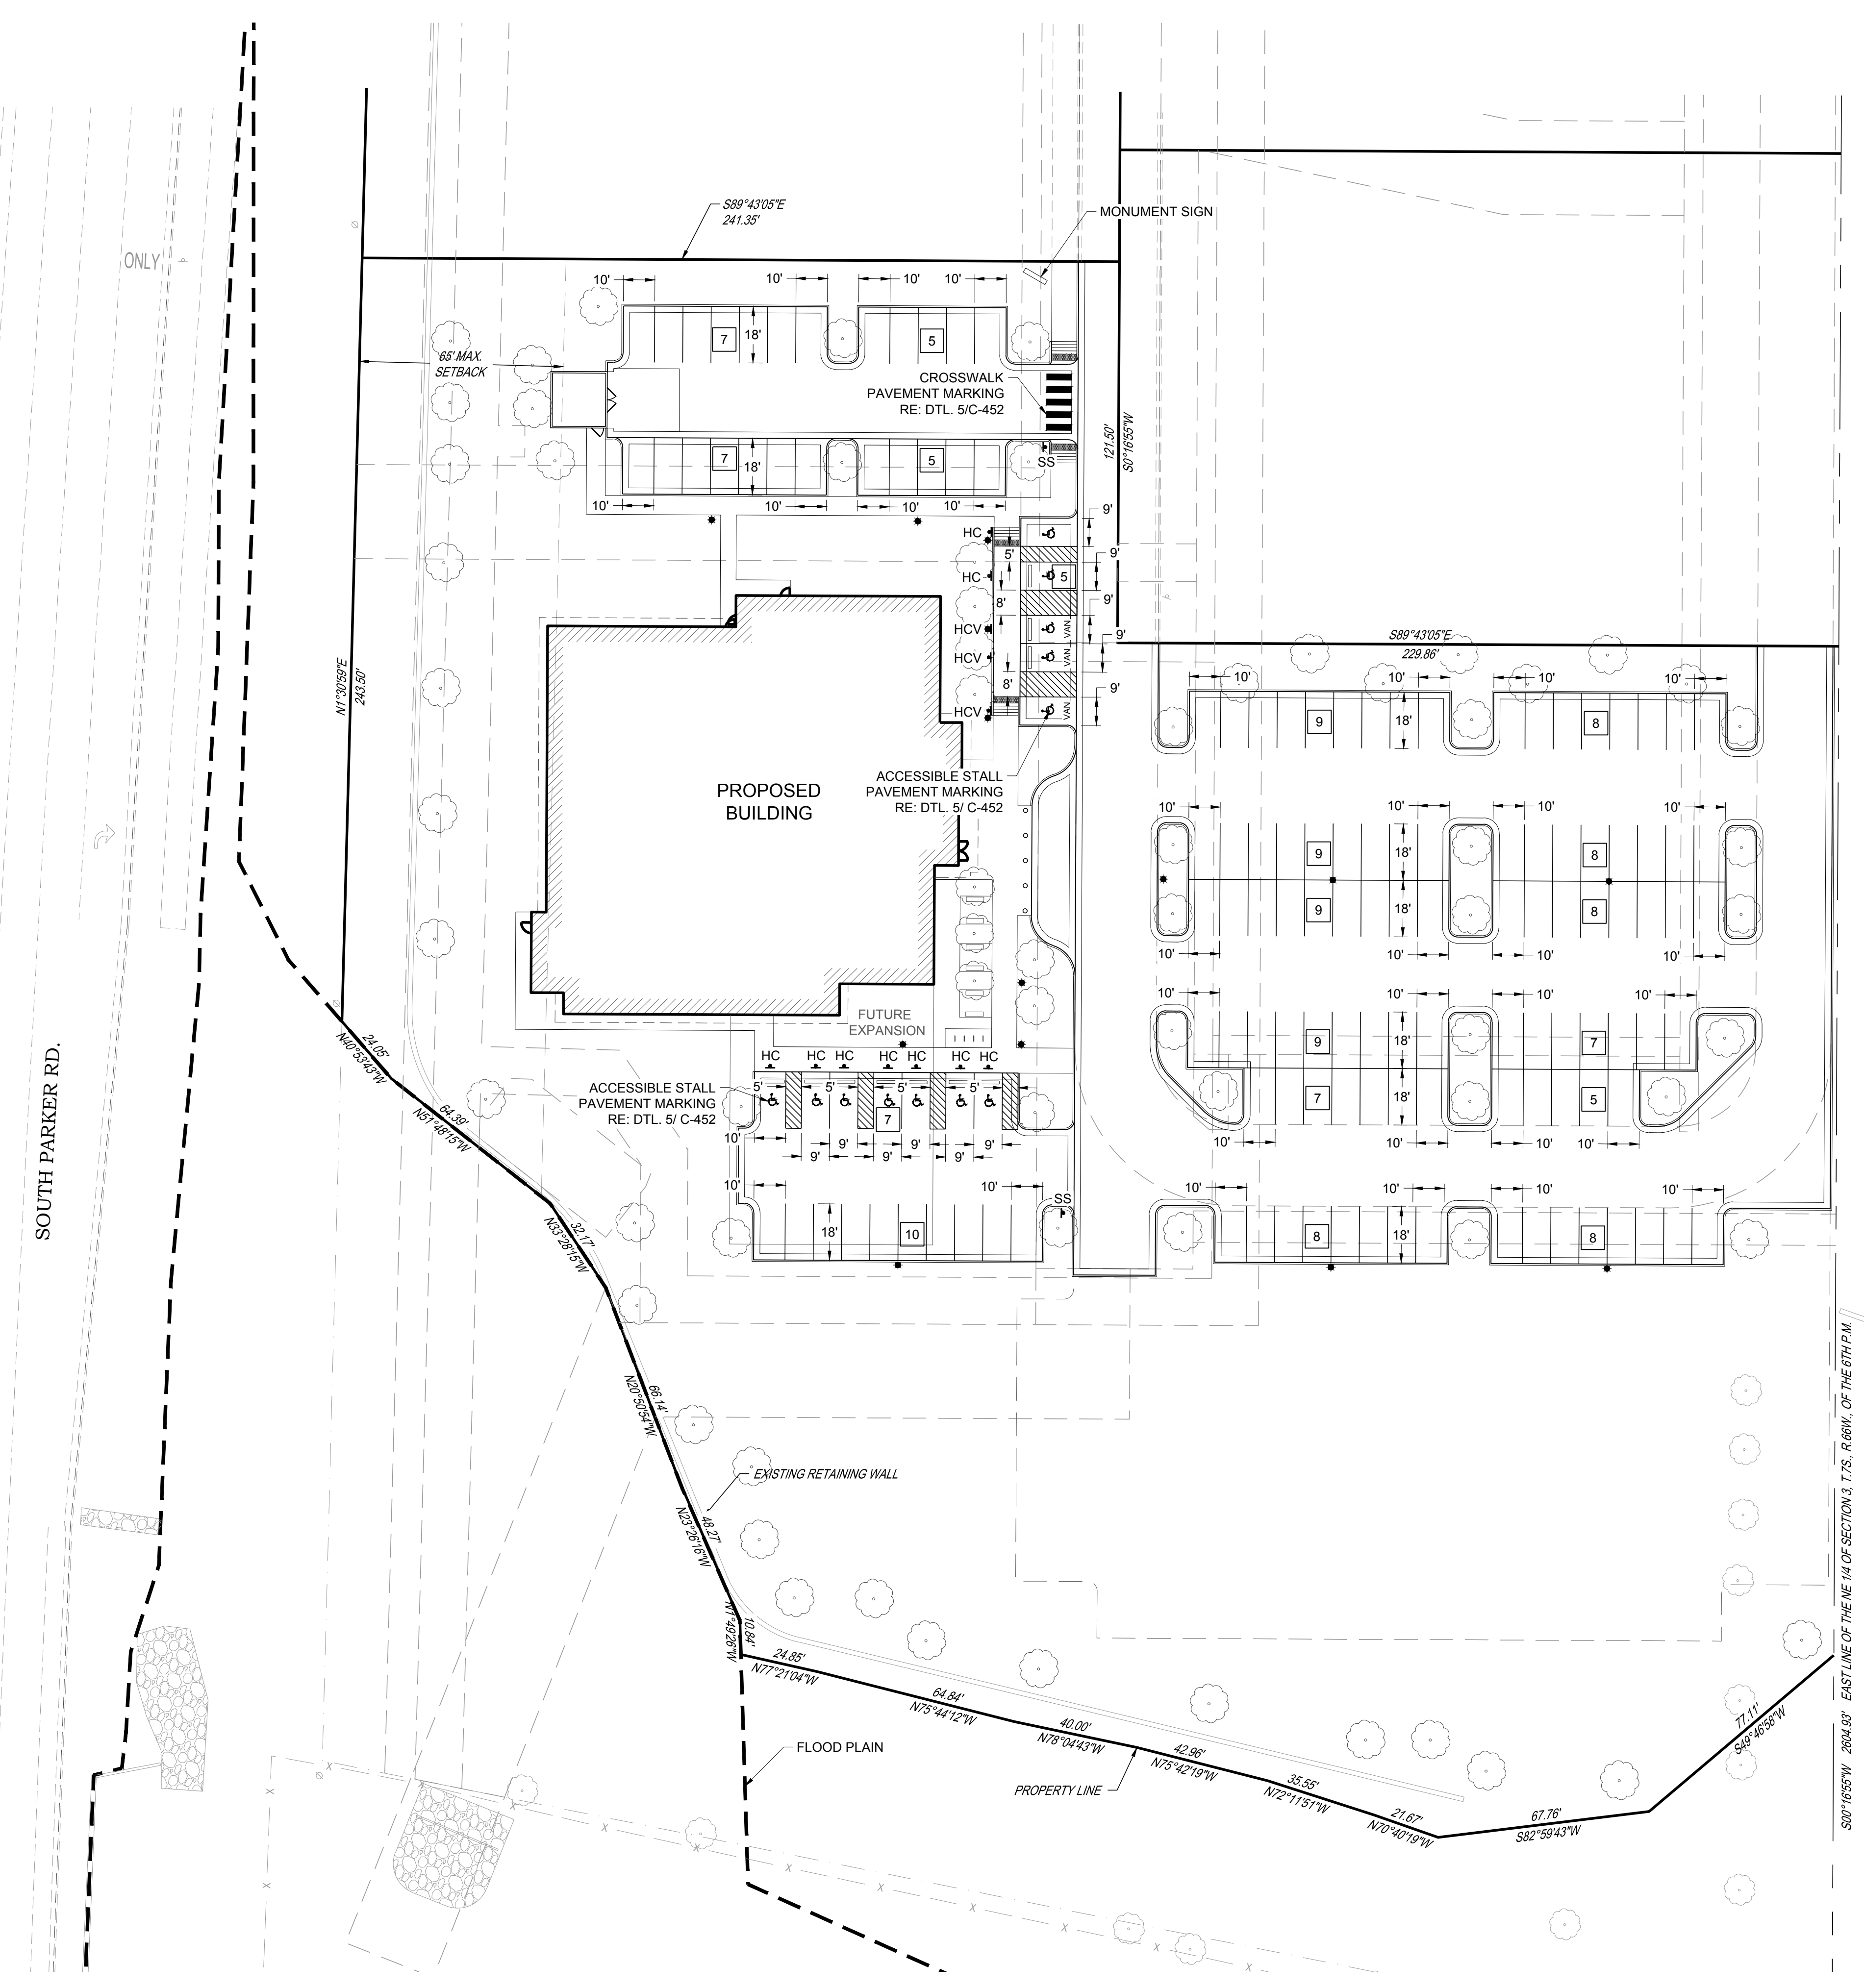 S89°43'05"E
241.35'
MONUMENT SIGN
ONLY
10'
10'
10'
10'
7
18'
5
65' MAX.
SETBACK
CROSSWALK
PAVEMENT MARKING
RE: DTL. 5/C-452
121.50'
S0°16'55"W
7
18'
5
SS
10'
10'
10'
10'
9'
HC
5'
9'
HC
5
8'
9'
HCV
VAN
9'
HCV
VAN
8'
9'
HCV
VAN
S89°43'05"E
229.86'
N1°30'59"E
243.50'
10'
10'
10'
10'
9
18'
8
PROPOSED
BUILDING
ACCESSIBLE STALL
PAVEMENT MARKING
RE: DTL. 5/ C-452
10'
10'
10'
10'
9
18'
8
9
18'
8
10'
10'
10'
10'
10'
10'
10'
10'
FUTURE
EXPANSION
9
18'
7
7
18'
5
10'
10'
10'
10'
HC
HC
HC
HC
HC
HC
HC
ACCESSIBLE STALL
PAVEMENT MARKING
RE: DTL. 5/ C-452
5'
5'
5'
5'
7
10'
9'
9'
9'
9'
9'
9'
10'
10'
SS
18'
10
10'
10'
10'
10'
8
18'
8
SOUTH PARKER RD.
24.05'
N40°53'43"W
64.39'
N51°48'15"W
32.17'
N33°28'15"W
66.14'
N20°50'54"W
EXISTING RETAINING WALL
48.27'
N23°26'16"W
10.84'
N1°49'26"W
24.85'
N77°21'04"W
64.84'
N75°44'12"W
40.00'
N78°04'43"W
42.96'
N75°42'19"W
35.55'
N72°11'51"W
21.67'
N70°40'19"W
67.76'
S82°59'43"W
77.11'
S49°46'58"W
FLOOD PLAIN
PROPERTY LINE
S00°16'55"W 2604.93' EAST LINE OF THE NE 1/4 OF SECTION 3, T.7S., R.66W., OF THE 6TH P.M.
X
X
X
X
X
X
X
X
X
X
X
X
X
X